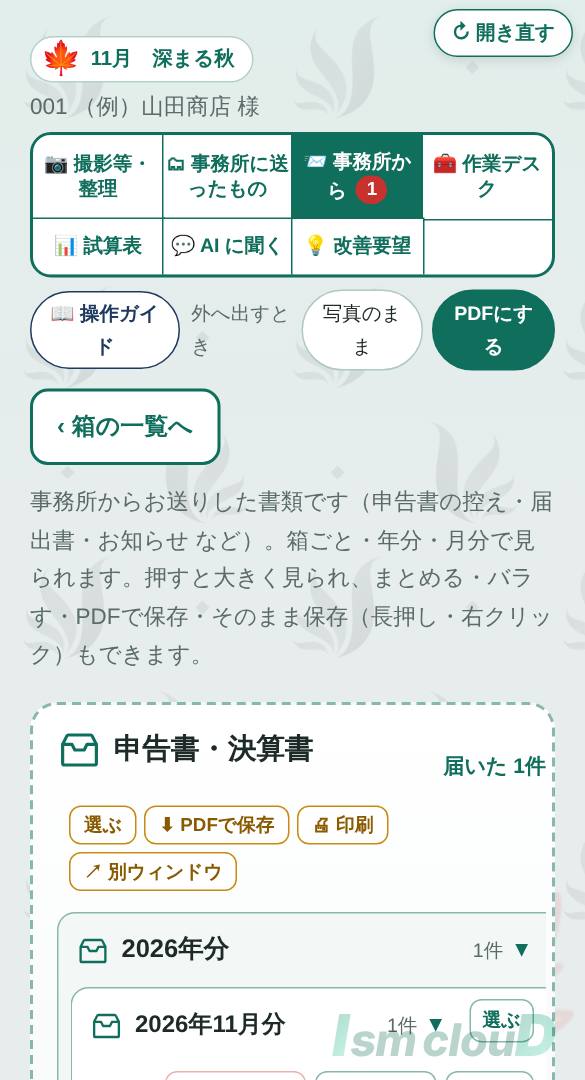 ↻ 開き直す
🍁 11月　深まる秋
001 （例）山田商店 様
📷 撮影等・整理
🗂 事務所に送ったもの
📨 事務所から 1
🧰 作業デスク
📊 試算表
💬 AI に聞く
💡 改善要望
📖 操作ガイド
外へ出すとき
写真のまま
PDFにする
‹ 箱の一覧へ
事務所からお送りした書類です（申告書の控え・届
出書・お知らせ など）。箱ごと・年分・月分で見
られます。押すと大きく見られ、まとめる・バラ
す・PDFで保存・そのまま保存（長押し・右クリッ
ク）もできます。
申告書・決算書
届いた 1件
選ぶ
⬇ PDFで保存
🖨 印刷
↗ 別ウィンドウ
2026年分
1件 ▼
2026年11月分
1件 ▼
選ぶ
Ism clouD